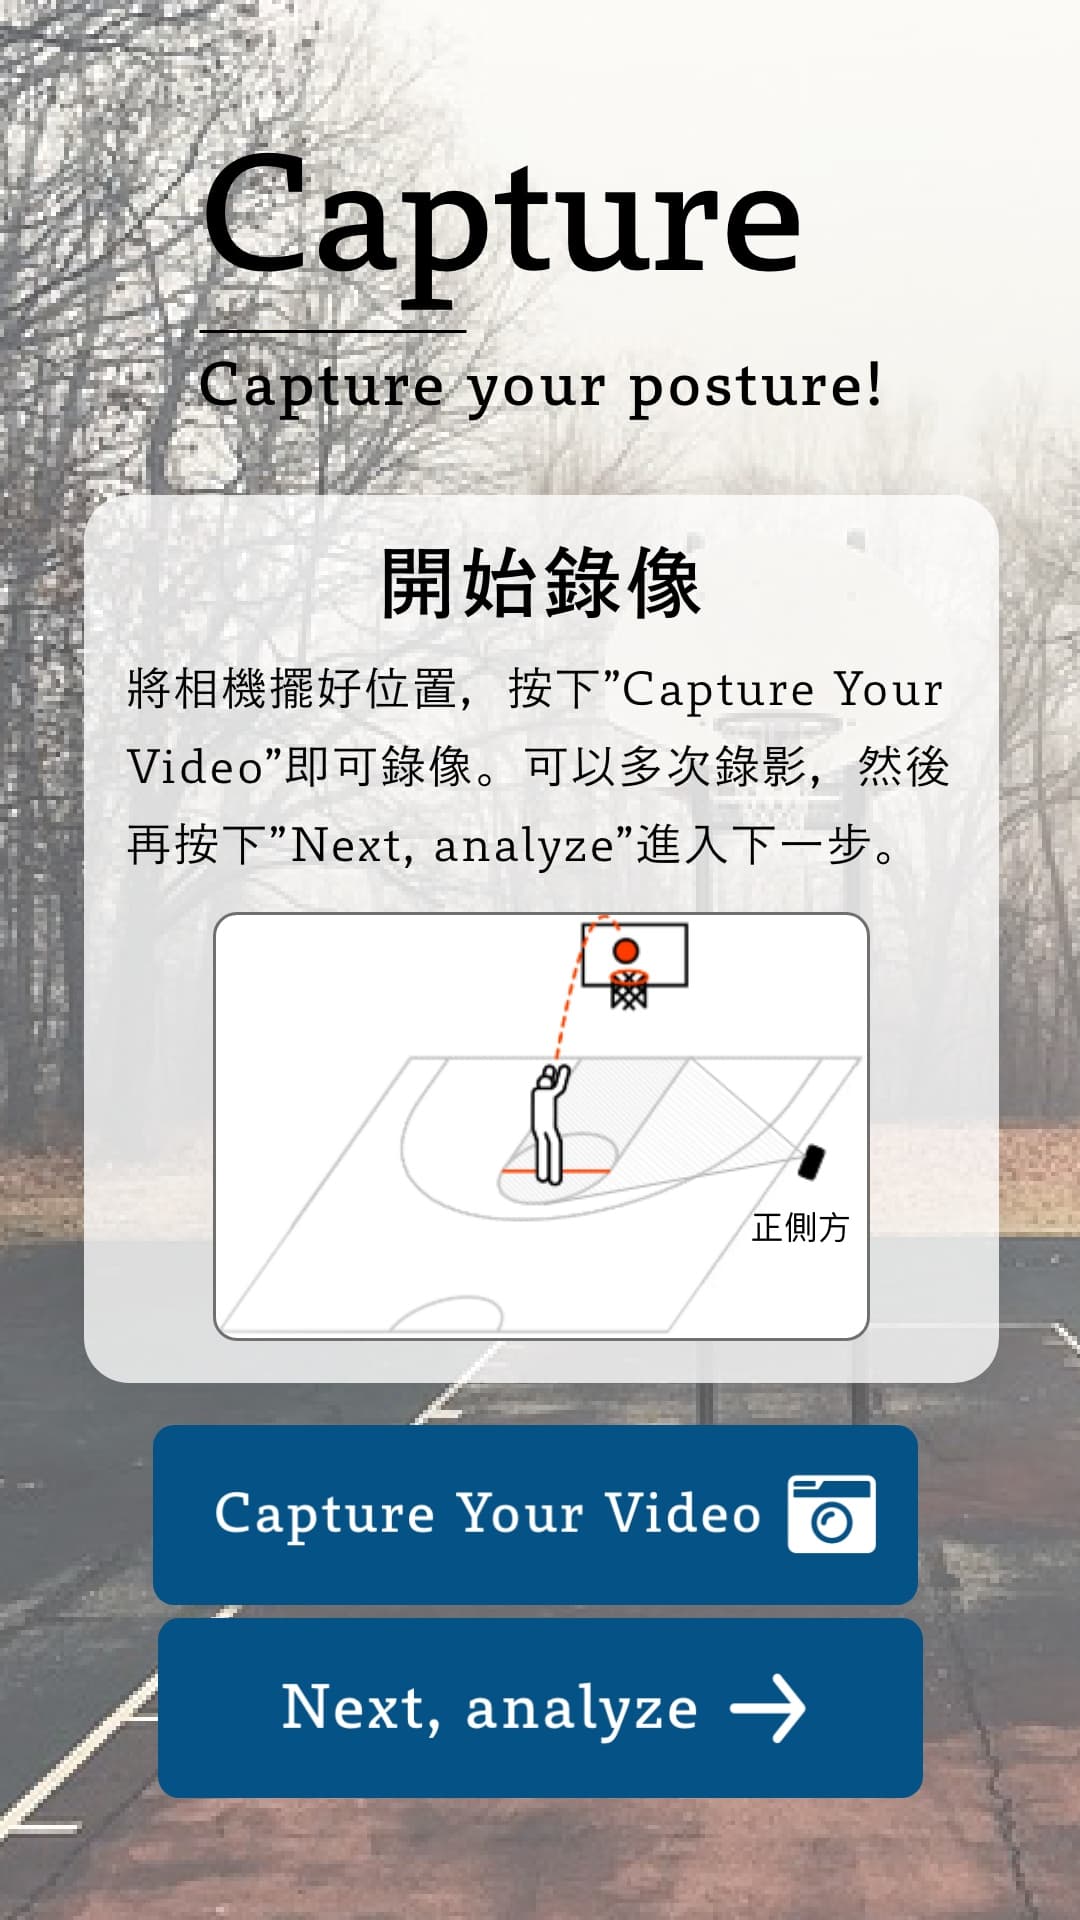 Capture
Capture your posture!
開始錄像
將相機擺好位置，按下”Capture Your
Video”即可錄像。可以多次錄影，然後
再按下”Next, analyze”進入下一步。
正側方
Capture Your Video
Next, analyze